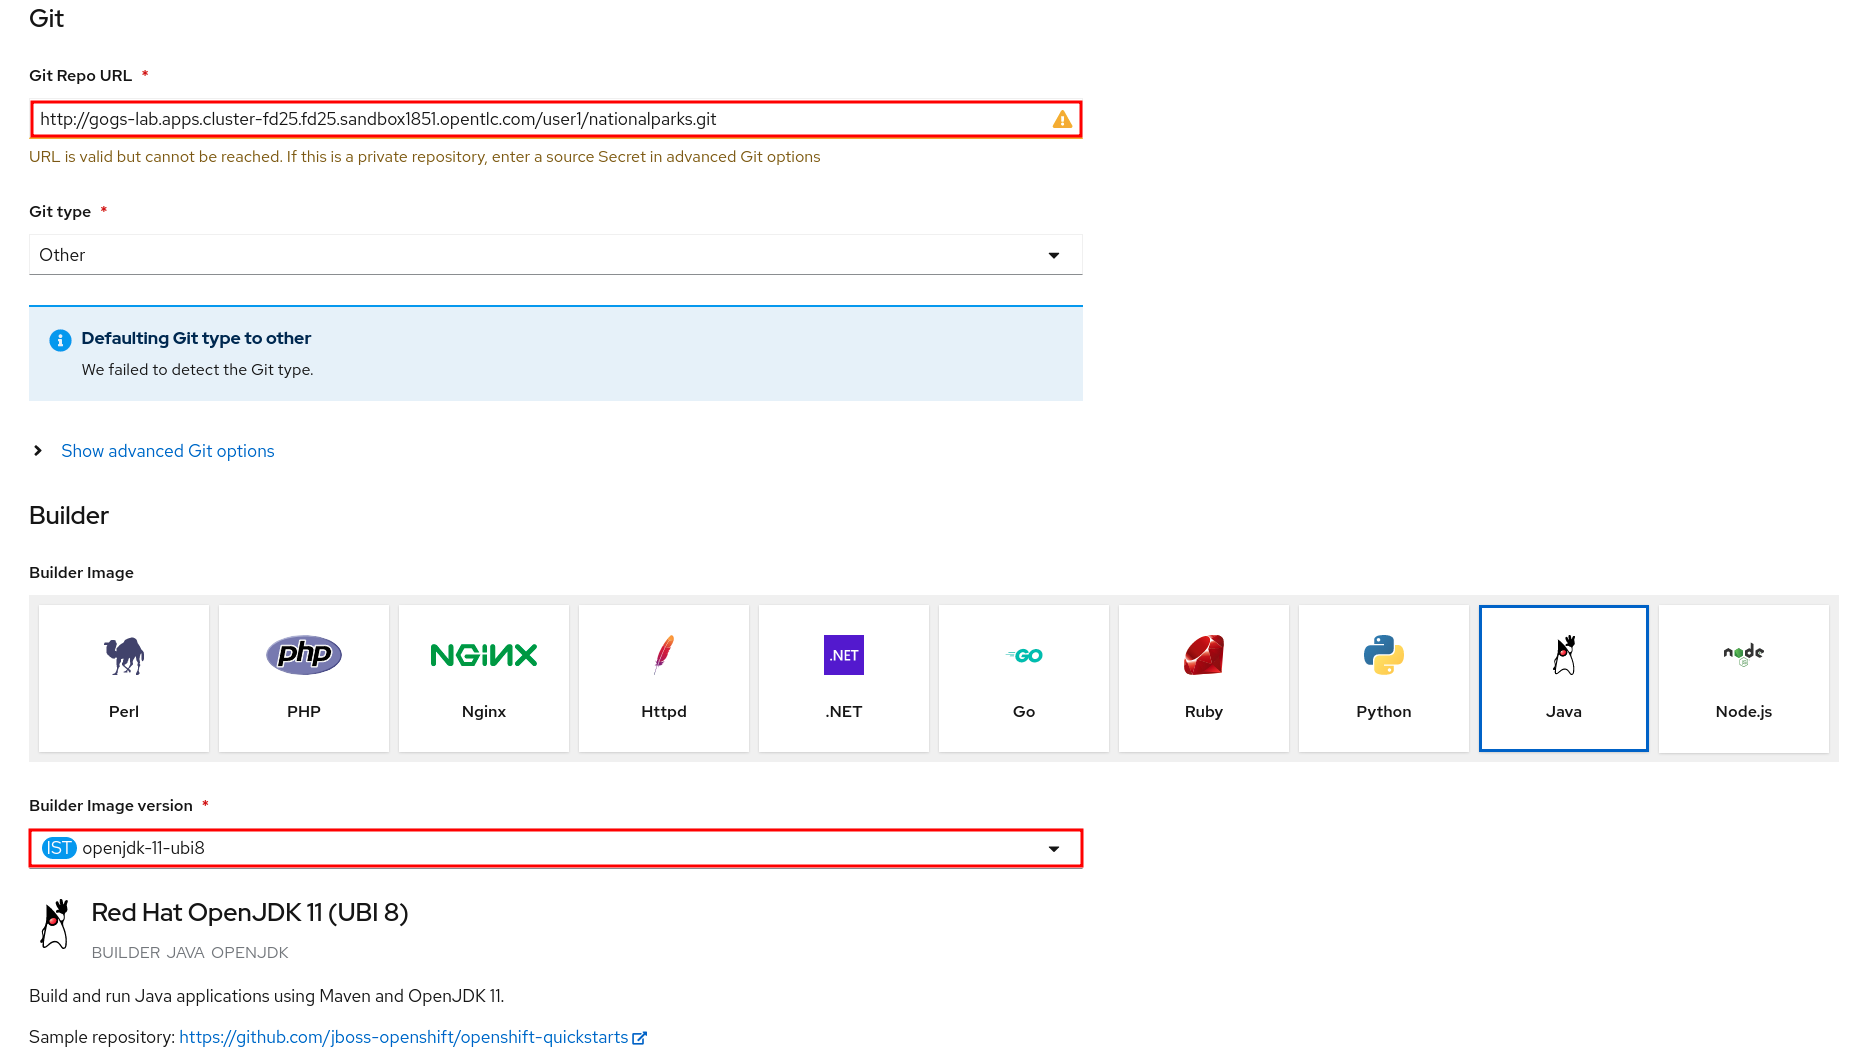 Git
Git Repo URL *
http://gogs-lab.apps.cluster-fd25.fd25.sandbox1851.opentlc.com/user1/nationalparks.git
URL is valid but cannot be reached. If this is a private repository, enter a source Secret in advanced Git options
Git type *
Other
Defaulting Git type to other
We failed to detect the Git type.
Show advanced Git options
Builder
Builder Image
php NGINX .NET GO node
JS
Perl PHP Nginx Httpd .NET Go Ruby Python Java Node.js
Builder Image version *
IST openjdk-11-ubi8
Red Hat OpenJDK 11 (UBI 8)
BUILDER JAVA OPENJDK
Build and run Java applications using Maven and OpenJDK 11.
Sample repository: https://github.com/jboss-openshift/openshift-quickstarts